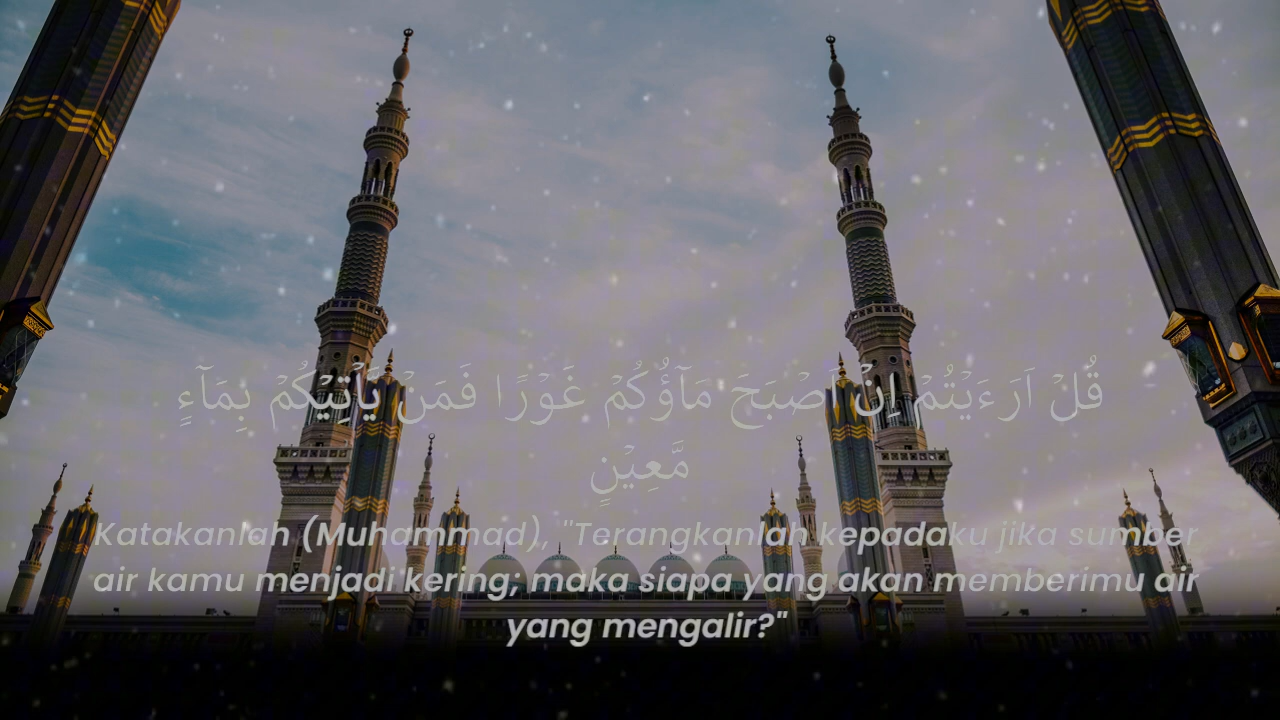 قُلْ اَرَءَيْتُمْ اِنْ اَصْبَحَ مَاۤؤُكُمْ غَوْرًا فَمَنْ يَّأْتِيْكُمْ بِمَاۤءٍ
مَّعِيْنٍ
Katakanlah (Muhammad), "Terangkanlah kepadaku jika sumber
air kamu menjadi kering; maka siapa yang akan memberimu air
yang mengalir?"